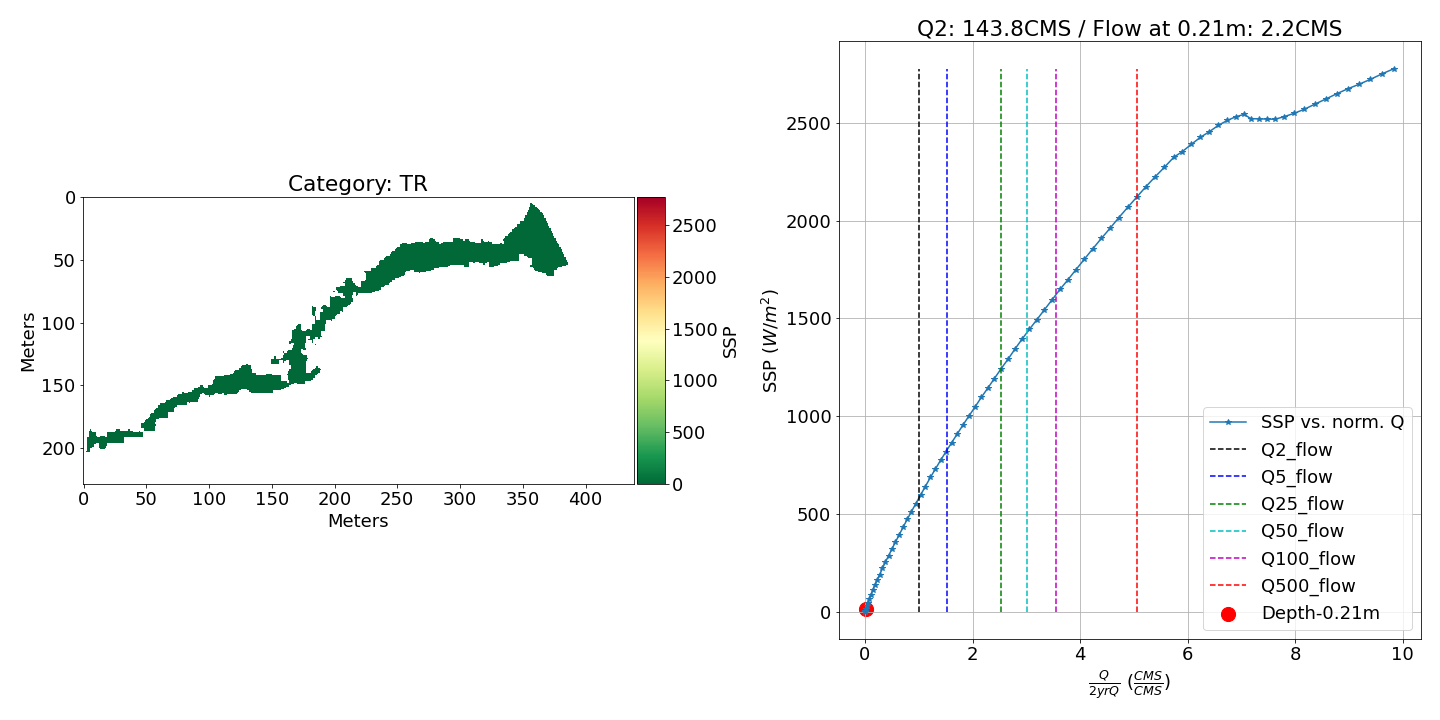 Category: TR
0
50
100
150
200
Meters
0
50
100
150
200
250
300
350
400
Meters
2500
2000
1500
1000
500
0
SSP
Q2: 143.8CMS / Flow at 0.21m: 2.2CMS
2500
2000
1500
1000
500
0
SSP (W/m²)
0
2
4
6
8
10
Q/2yrQ (CMS/CMS)
SSP vs. norm. Q
Q2_flow
Q5_flow
Q25_flow
Q50_flow
Q100_flow
Q500_flow
Depth-0.21m